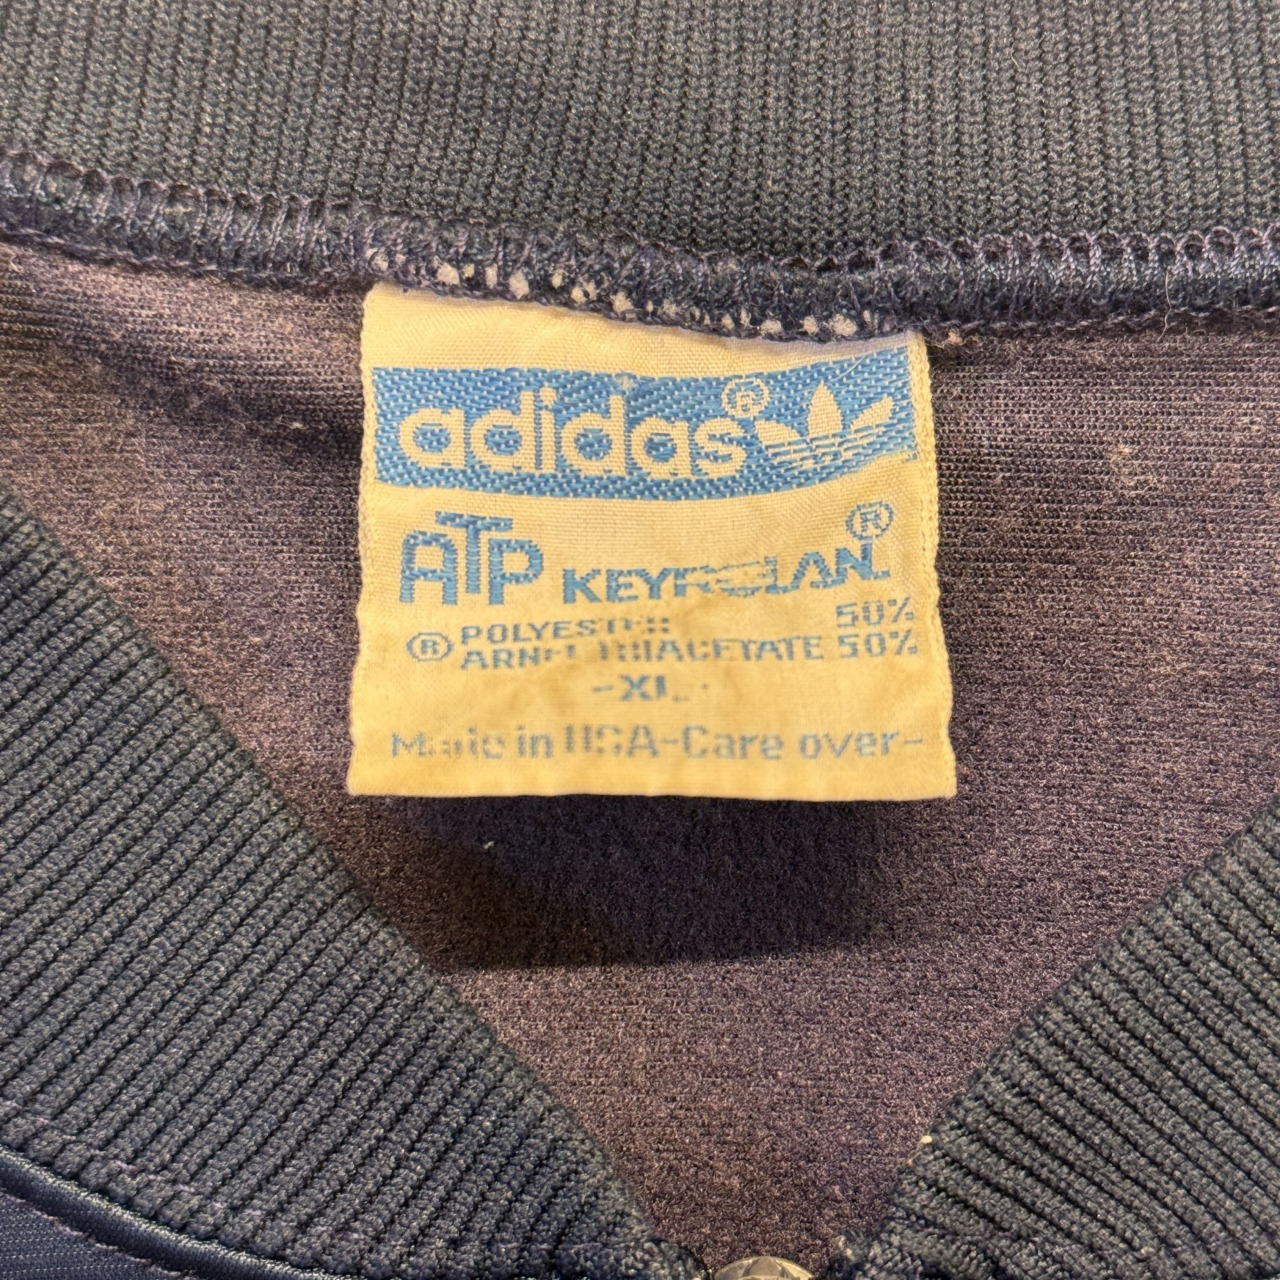 adidas®
ATP KEYROLAN®
POLYESTER 50%
® ARNEL TRIACETATE 50%
-XL-
Made in USA-Care over-